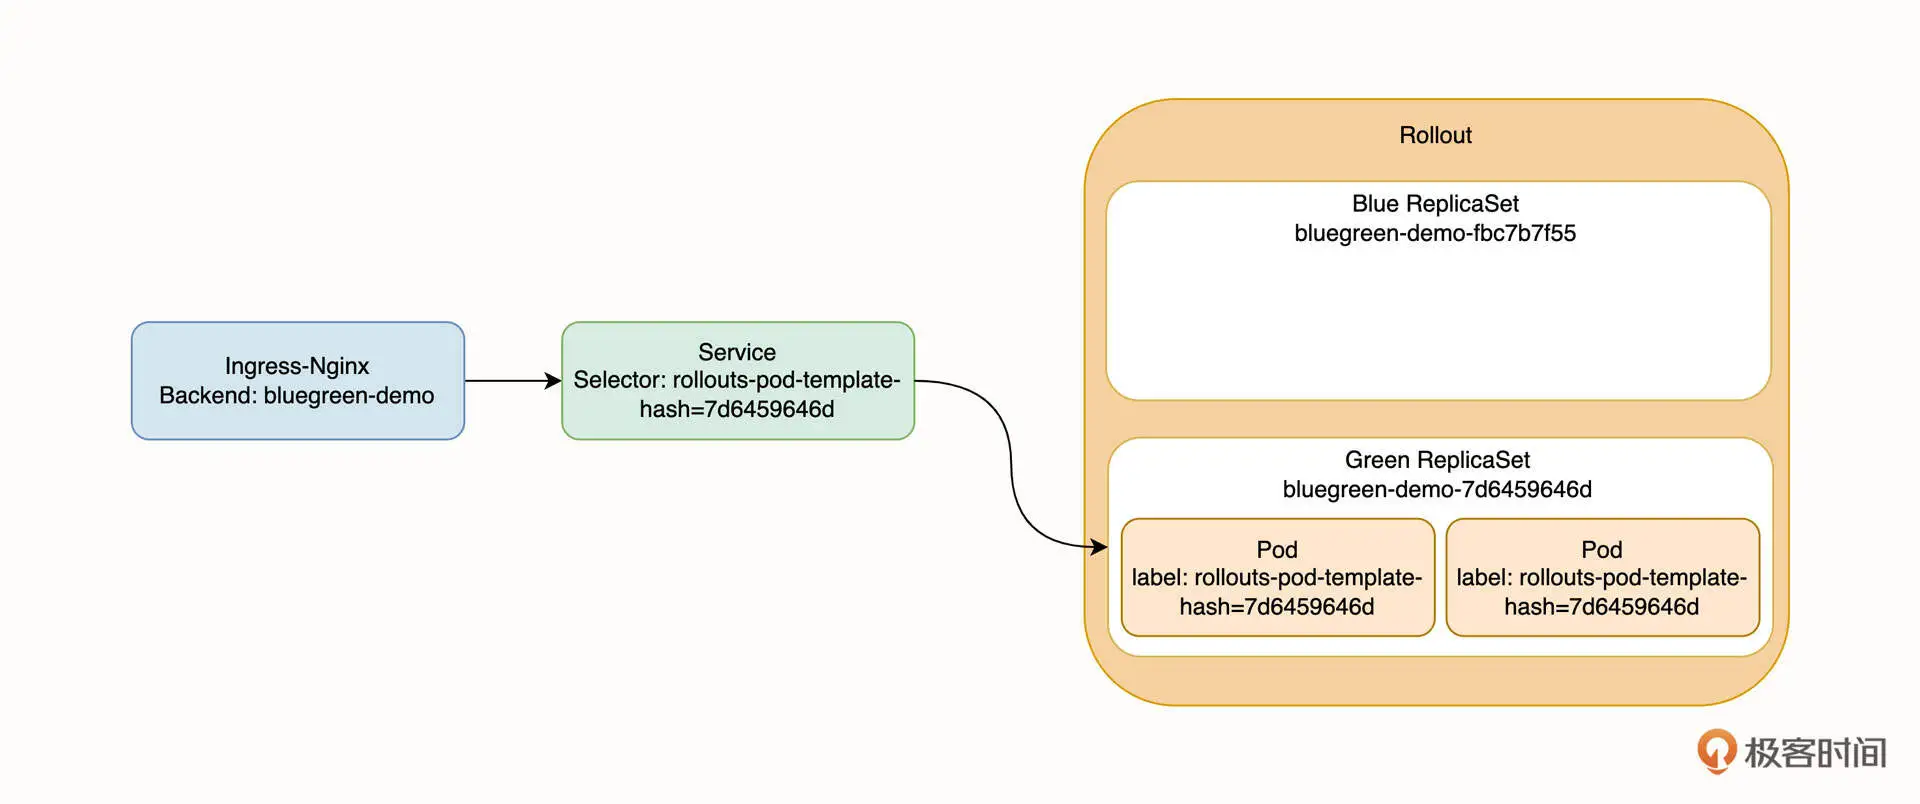 Rollout
Blue ReplicaSet
bluegreen-demo-fbc7b7f55
Ingress-Nginx
Backend: bluegreen-demo
Service
Selector: rollouts-pod-template-
hash=7d6459646d
Green ReplicaSet
bluegreen-demo-7d6459646d
Pod
label: rollouts-pod-template-
hash=7d6459646d
Pod
label: rollouts-pod-template-
hash=7d6459646d
极客时间